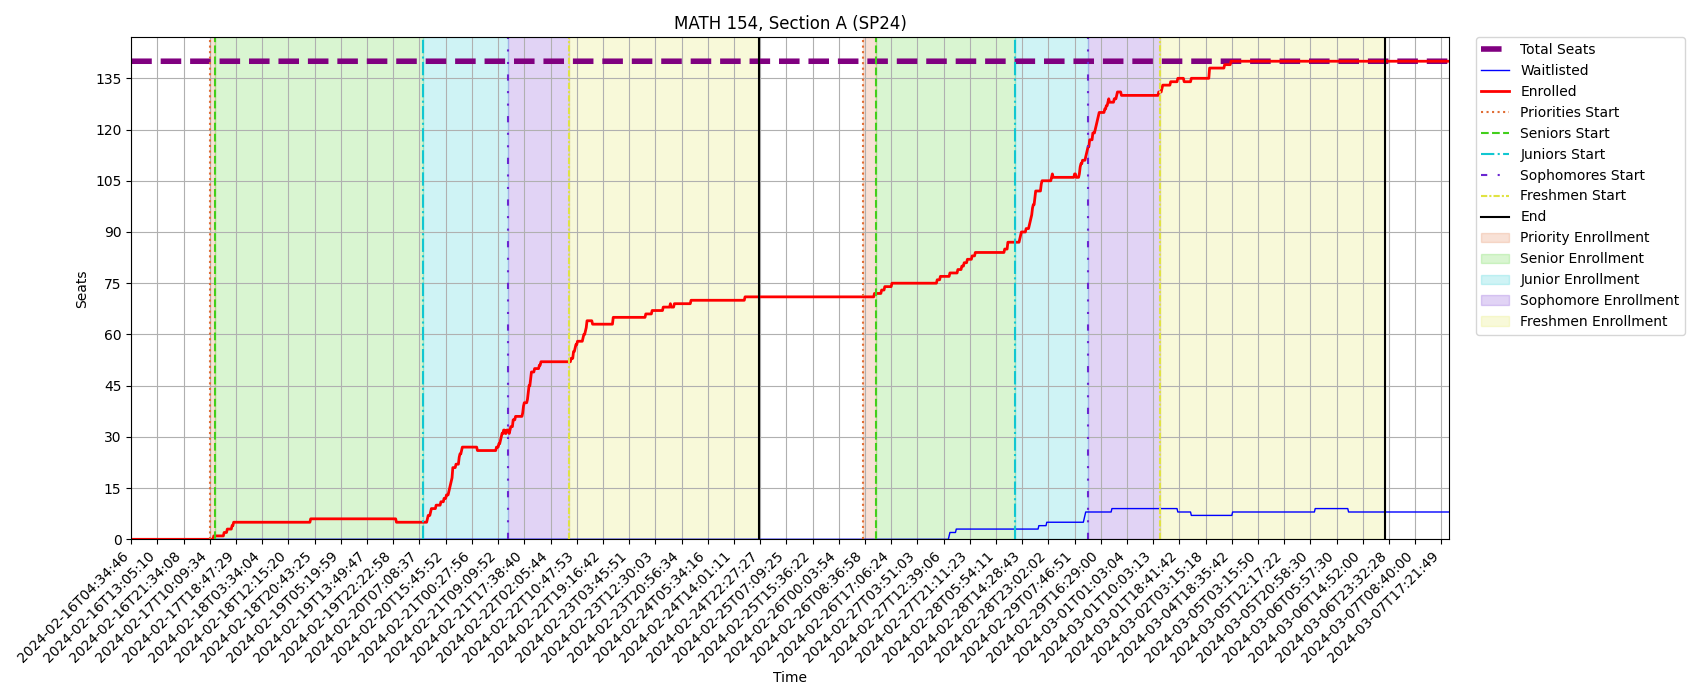 MATH 154, Section A (SP24)
Total Seats
Waitlisted
Enrolled
Priorities Start
Seniors Start
Juniors Start
Sophomores Start
Freshmen Start
End
Priority Enrollment
Senior Enrollment
Junior Enrollment
Sophomore Enrollment
Freshmen Enrollment
Seats
135
120
105
90
75
60
45
30
15
0
2024-02-16T04:34:46
2024-02-16T13:05:10
2024-02-16T21:34:08
2024-02-17T10:09:34
2024-02-17T18:47:29
2024-02-18T03:34:04
2024-02-18T12:15:20
2024-02-18T20:43:25
2024-02-19T05:19:59
2024-02-19T13:49:47
2024-02-19T22:22:58
2024-02-20T07:08:37
2024-02-20T15:45:52
2024-02-21T00:27:56
2024-02-21T09:09:52
2024-02-21T17:38:40
2024-02-22T02:05:44
2024-02-22T10:47:53
2024-02-22T19:16:42
2024-02-23T03:45:51
2024-02-23T12:30:03
2024-02-23T20:56:34
2024-02-24T05:34:16
2024-02-24T14:01:11
2024-02-24T22:27:27
2024-02-25T07:09:25
2024-02-25T15:36:22
2024-02-26T00:03:54
2024-02-26T08:36:58
2024-02-26T17:06:24
2024-02-27T03:51:03
2024-02-27T12:39:06
2024-02-27T21:11:23
2024-02-28T05:54:11
2024-02-28T14:28:43
2024-02-28T23:02:02
2024-02-29T07:46:51
2024-02-29T16:29:00
2024-03-01T01:03:04
2024-03-01T10:03:13
2024-03-01T18:41:42
2024-03-02T03:15:18
2024-03-04T18:35:42
2024-03-05T03:15:50
2024-03-05T12:17:22
2024-03-05T20:58:30
2024-03-06T05:57:30
2024-03-06T14:52:00
2024-03-06T23:32:28
2024-03-07T08:40:00
2024-03-07T17:21:49
Time